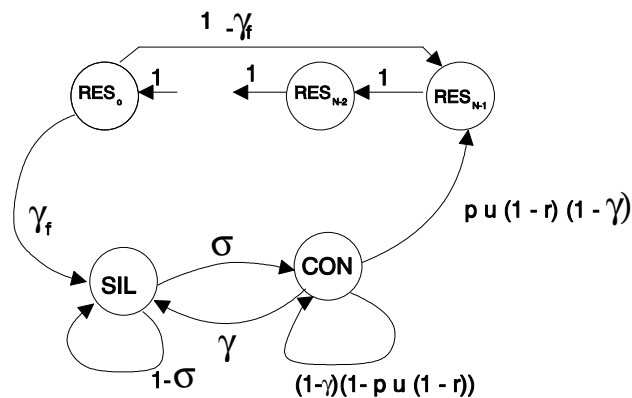 1 - γf
RES0
1
1
RESN-2
1
RESN-1
γf
p u (1 - r) (1 - γ)
σ
SIL
CON
γ
1-σ
(1-γ)(1- p u (1 - r))